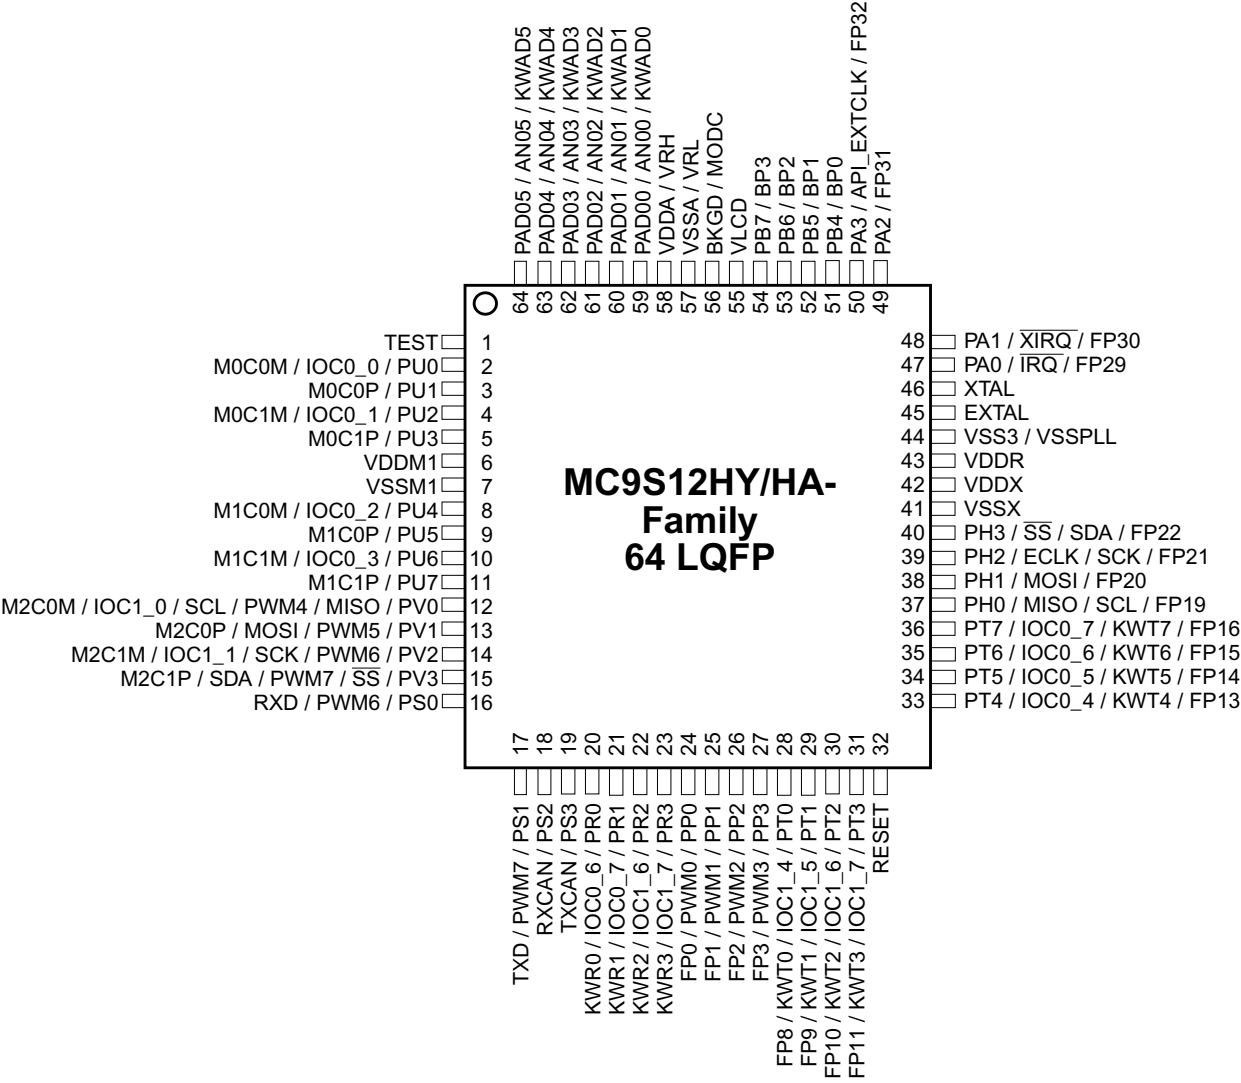 PAD05 / AN05 / KWAD5
PAD04 / AN04 / KWAD4
PAD03 / AN03 / KWAD3
PAD02 / AN02 / KWAD2
PAD01 / AN01 / KWAD1
PAD00 / AN00 / KWAD0
VDDA / VRH
VSSA / VRL
BKGD / MODC
VLCD
PB7 / BP3
PB6 / BP2
PB5 / BP1
PB4 / BP0
PA3 / API_EXTCLK / FP32
PA2 / FP31
64
63
62
61
60
59
58
57
56
55
54
53
52
51
50
49
TEST 1
M0C0M / IOC0_0 / PU0 2
M0C0P / PU1 3
M0C1M / IOC0_1 / PU2 4
M0C1P / PU3 5
VDDM1 6
VSSM1 7
M1C0M / IOC0_2 / PU4 8
M1C0P / PU5 9
M1C1M / IOC0_3 / PU6 10
M1C1P / PU7 11
M2C0M / IOC1_0 / SCL / PWM4 / MISO / PV0 12
M2C0P / MOSI / PWM5 / PV1 13
M2C1M / IOC1_1 / SCK / PWM6 / PV2 14
M2C1P / SDA / PWM7 / SS / PV3 15
RXD / PWM6 / PS0 16
MC9S12HY/HA-
Family
64 LQFP
48 PA1 / XIRQ / FP30
47 PA0 / IRQ / FP29
46 XTAL
45 EXTAL
44 VSS3 / VSSPLL
43 VDDR
42 VDDX
41 VSSX
40 PH3 / SS / SDA / FP22
39 PH2 / ECLK / SCK / FP21
38 PH1 / MOSI / FP20
37 PH0 / MISO / SCL / FP19
36 PT7 / IOC0_7 / KWT7 / FP16
35 PT6 / IOC0_6 / KWT6 / FP15
34 PT5 / IOC0_5 / KWT5 / FP14
33 PT4 / IOC0_4 / KWT4 / FP13
17
18
19
20
21
22
23
24
25
26
27
28
29
30
31
32
TXD / PWM7 / PS1
RXCAN / PS2
TXCAN / PS3
KWR0 / IOC0_6 / PR0
KWR1 / IOC0_7 / PR1
KWR2 / IOC1_6 / PR2
KWR3 / IOC1_7 / PR3
FP0 / PWM0 / PP0
FP1 / PWM1 / PP1
FP2 / PWM2 / PP2
FP3 / PWM3 / PP3
FP8 / KWT0 / IOC1_4 / PT0
FP9 / KWT1 / IOC1_5 / PT1
FP10 / KWT2 / IOC1_6 / PT2
FP11 / KWT3 / IOC1_7 / PT3
RESET